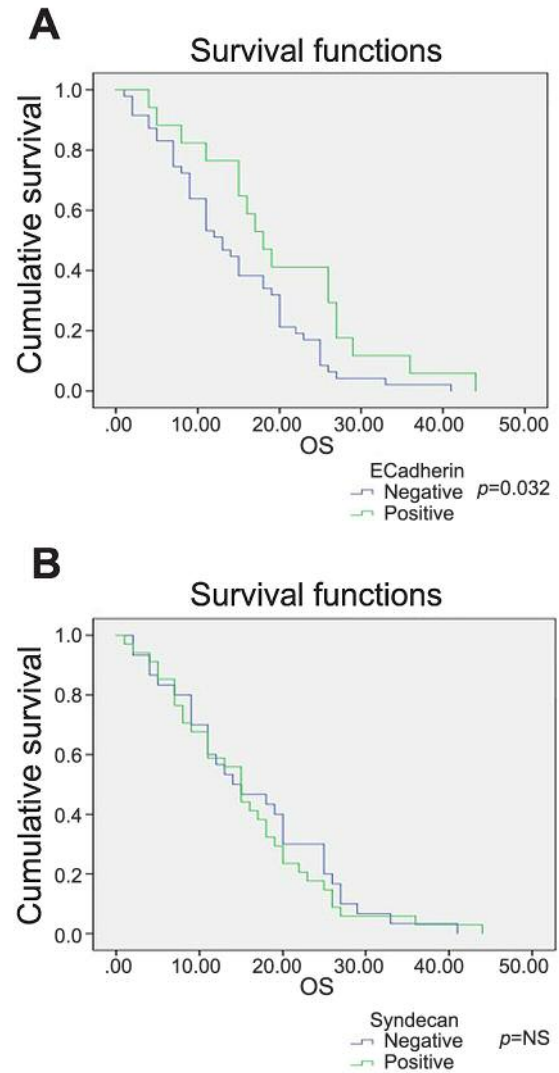 A
Survival functions
Cumulative survival
1.0
0.8
0.6
0.4
0.2
0.0
.00 10.00 20.00 30.00 40.00 50.00
OS
ECadherin
Negative p=0.032
Positive
B
Survival functions
Cumulative survival
1.0
0.8
0.6
0.4
0.2
0.0
.00 10.00 20.00 30.00 40.00 50.00
OS
Syndecan
Negative p=NS
Positive